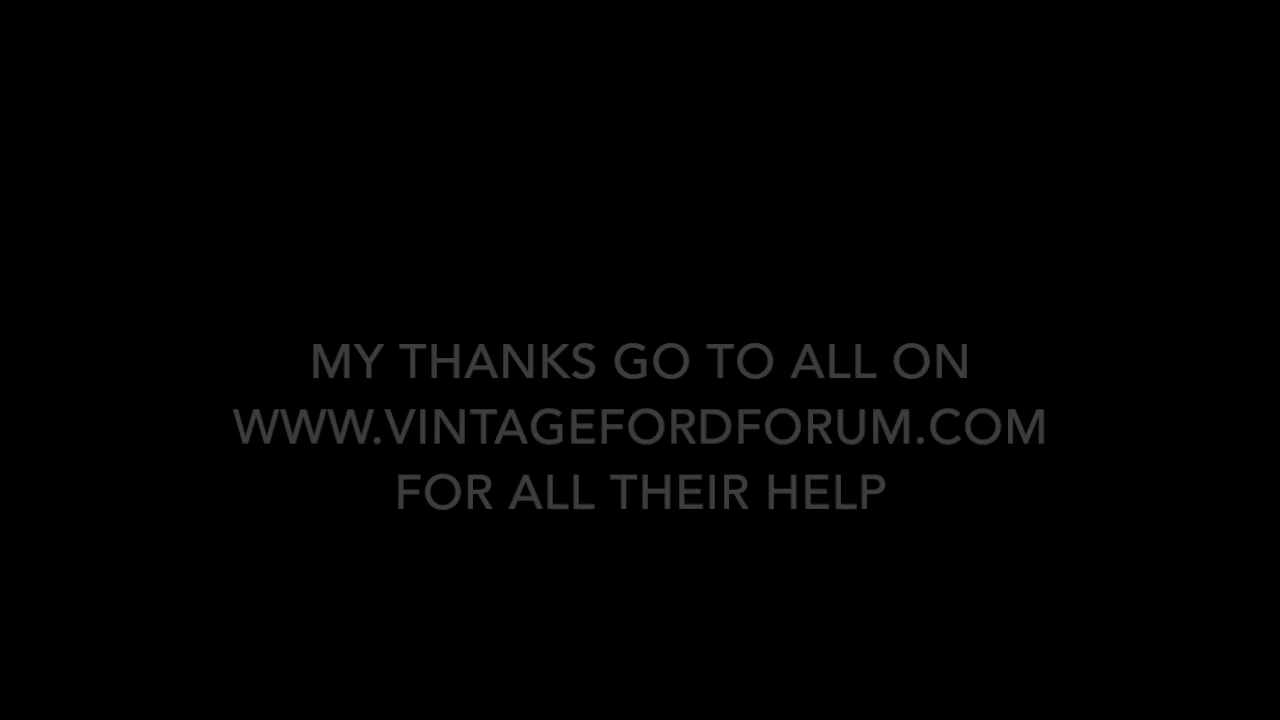 MY THANKS GO TO ALL ON
WWW.VINTAGEFORDFORUM.COM
FOR ALL THEIR HELP